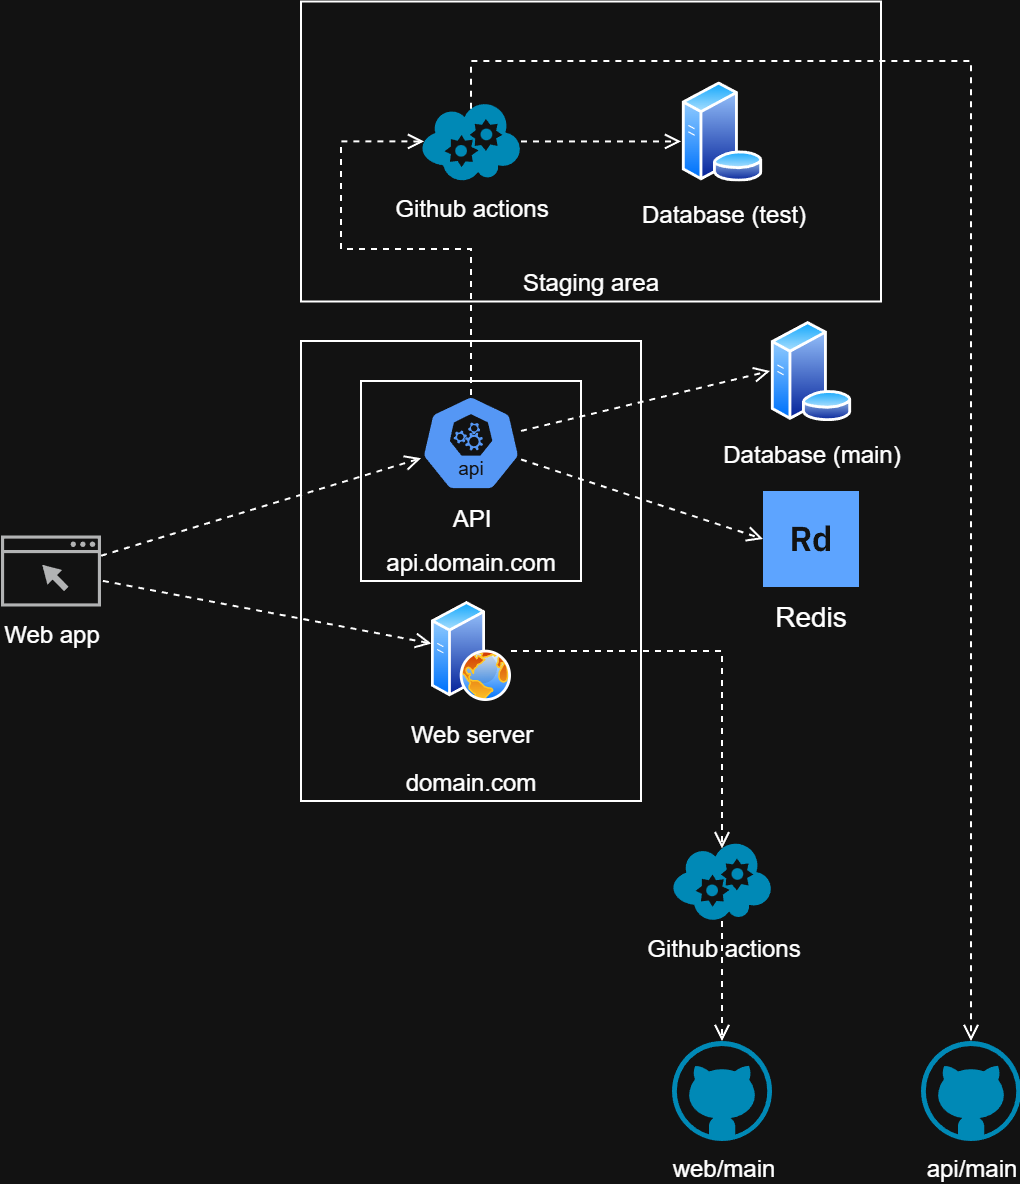 Github actions
Database (test)
Staging area
Database (main)
api
API
api.domain.com
Rd
Redis
Web app
Web server
domain.com
Github actions
web/main
api/main